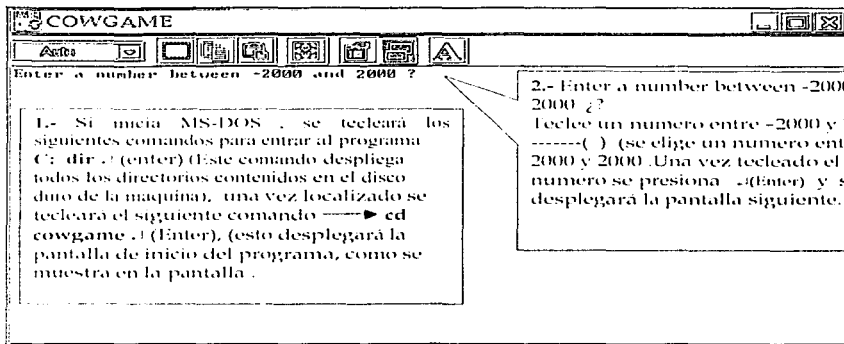 COWGAME
Auto
A
Enter a number between -2000 and 2000 ?
1.- Si inicia MS-DOS , se tecleará los
siguientes comandos para entrar al programa
C: dir .┘ (enter) (Este comando despliega
todos los directorios contenidos en el disco
duro de la maquina), una vez localizado se
tecleará el siguiente comando ──► cd
cowgame .┘ (Enter), (esto desplegará la
pantalla de inicio del programa, como se
muestra en la pantalla .
2.- Enter a number between -2000
2000 ¿?
Teclee un numero entre -2000 y
-------( ) (se elige un numero
2000 y 2000 .Una vez tecleado el
numero se presiona .┘(Enter) y
desplegará la pantalla siguiente.